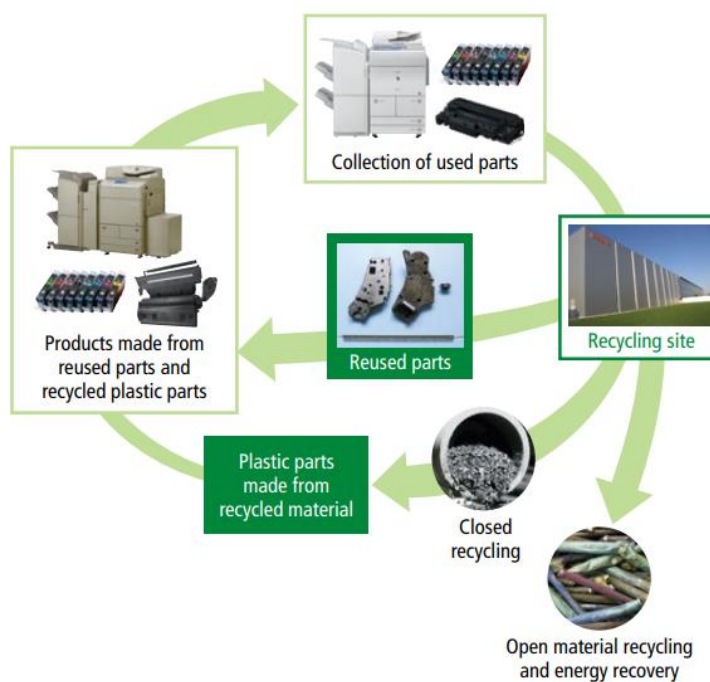 Collection of used parts
Products made from
reused parts and
recycled plastic parts
Reused parts
Recycling site
Plastic parts
made from
recycled material
Closed
recycling
Open material recycling
and energy recovery